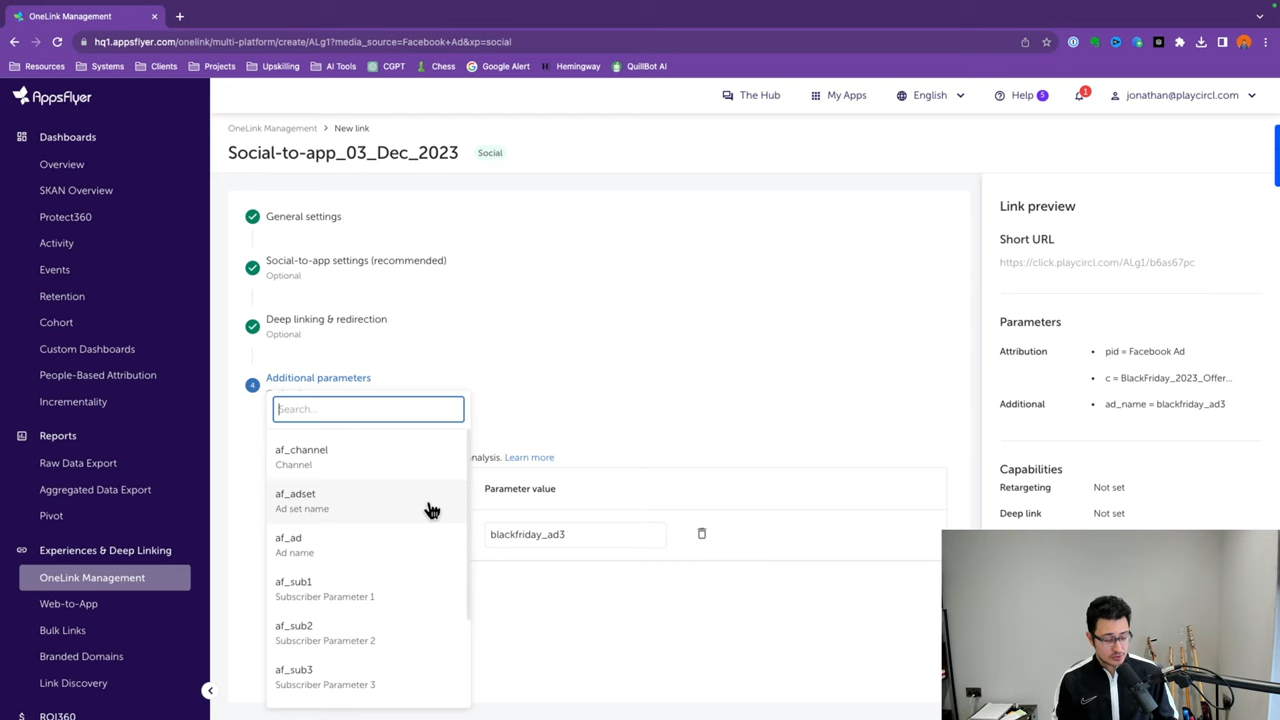 OneLink Management
hq1.appsflyer.com/onelink/multi-platform/create/ALg1?media_source=Facebook+Ad&xp=social
Resources
Systems
Clients
Projects
Upskilling
AI Tools
CGPT
Chess
Google Alert
Hemingway
QuillBot AI
AppsFlyer
The Hub
My Apps
English
Help 5
1
jonathan@playcircl.com
Dashboards
Overview
SKAN Overview
Protect360
Activity
Events
Retention
Cohort
Custom Dashboards
People-Based Attribution
Incrementality
Reports
Raw Data Export
Aggregated Data Export
Pivot
Experiences & Deep Linking
OneLink Management
Web-to-App
Bulk Links
Branded Domains
Link Discovery
ROI360
OneLink Management > New link
Social-to-app_03_Dec_2023 Social
General settings
Social-to-app settings (recommended)
Optional
Deep linking & redirection
Optional
4
Additional parameters
Search...
af_channel
Channel
af_adset
Ad set name
af_ad
Ad name
af_sub1
Subscriber Parameter 1
af_sub2
Subscriber Parameter 2
af_sub3
Subscriber Parameter 3
nalysis. Learn more
Parameter value
blackfriday_ad3
Link preview
Short URL
https://click.playcircl.com/ALg1/b6as67pc
Parameters
Attribution • pid = Facebook Ad
• c = BlackFriday_2023_Offer...
Additional • ad_name = blackfriday_ad3
Capabilities
Retargeting Not set
Deep link Not set